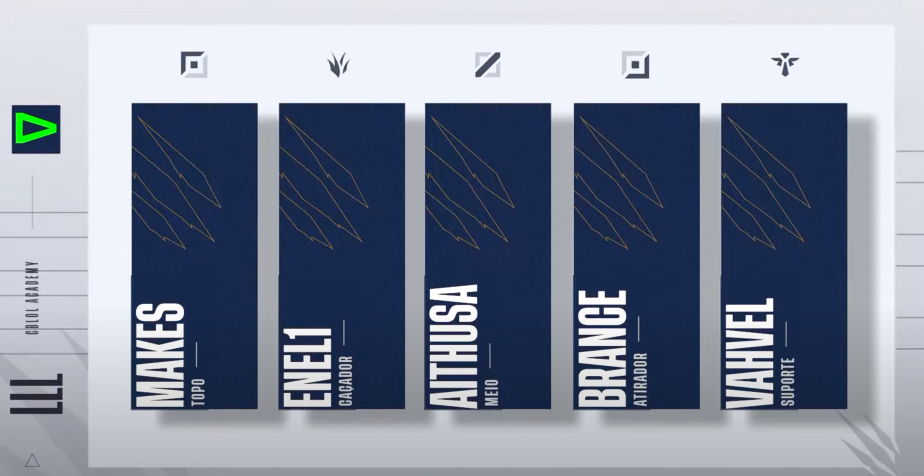 CBLOL ACADEMY
LLL
MAKES
TOPO
ENEL1
CAÇADOR
AITHUSA
MEIO
BRANCE
ATIRADOR
VAHVEL
SUPORTE